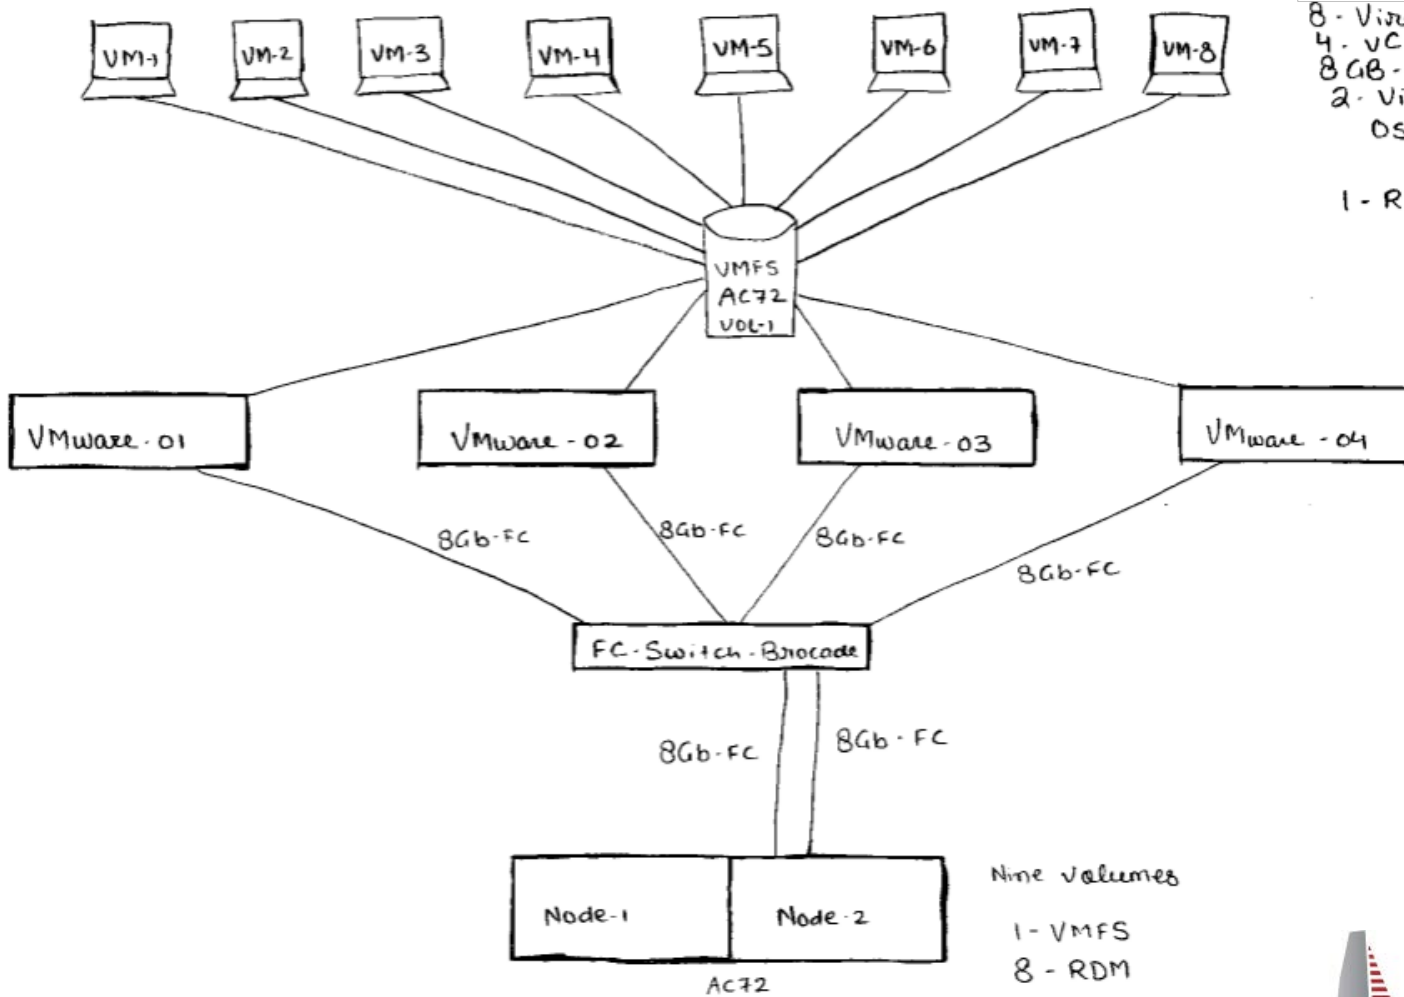 VM-1
VM-2
VM-3
VM-4
VM-5
VM-6
VM-7
VM-8
8 - Vir
4 - VC
8GB -
2 - Vi
OS
1 - R
VMFS
AC72
VOL-1
VMware - 01
VMware - 02
VMware - 03
VMware - 04
8Gb-FC
8Gb-FC
8Gb-FC
8Gb-FC
FC-Switch-Brocade
8Gb-FC
8Gb-FC
Node-1
Node-2
AC72
Nine Volumes
1 - VMFS
8 - RDM